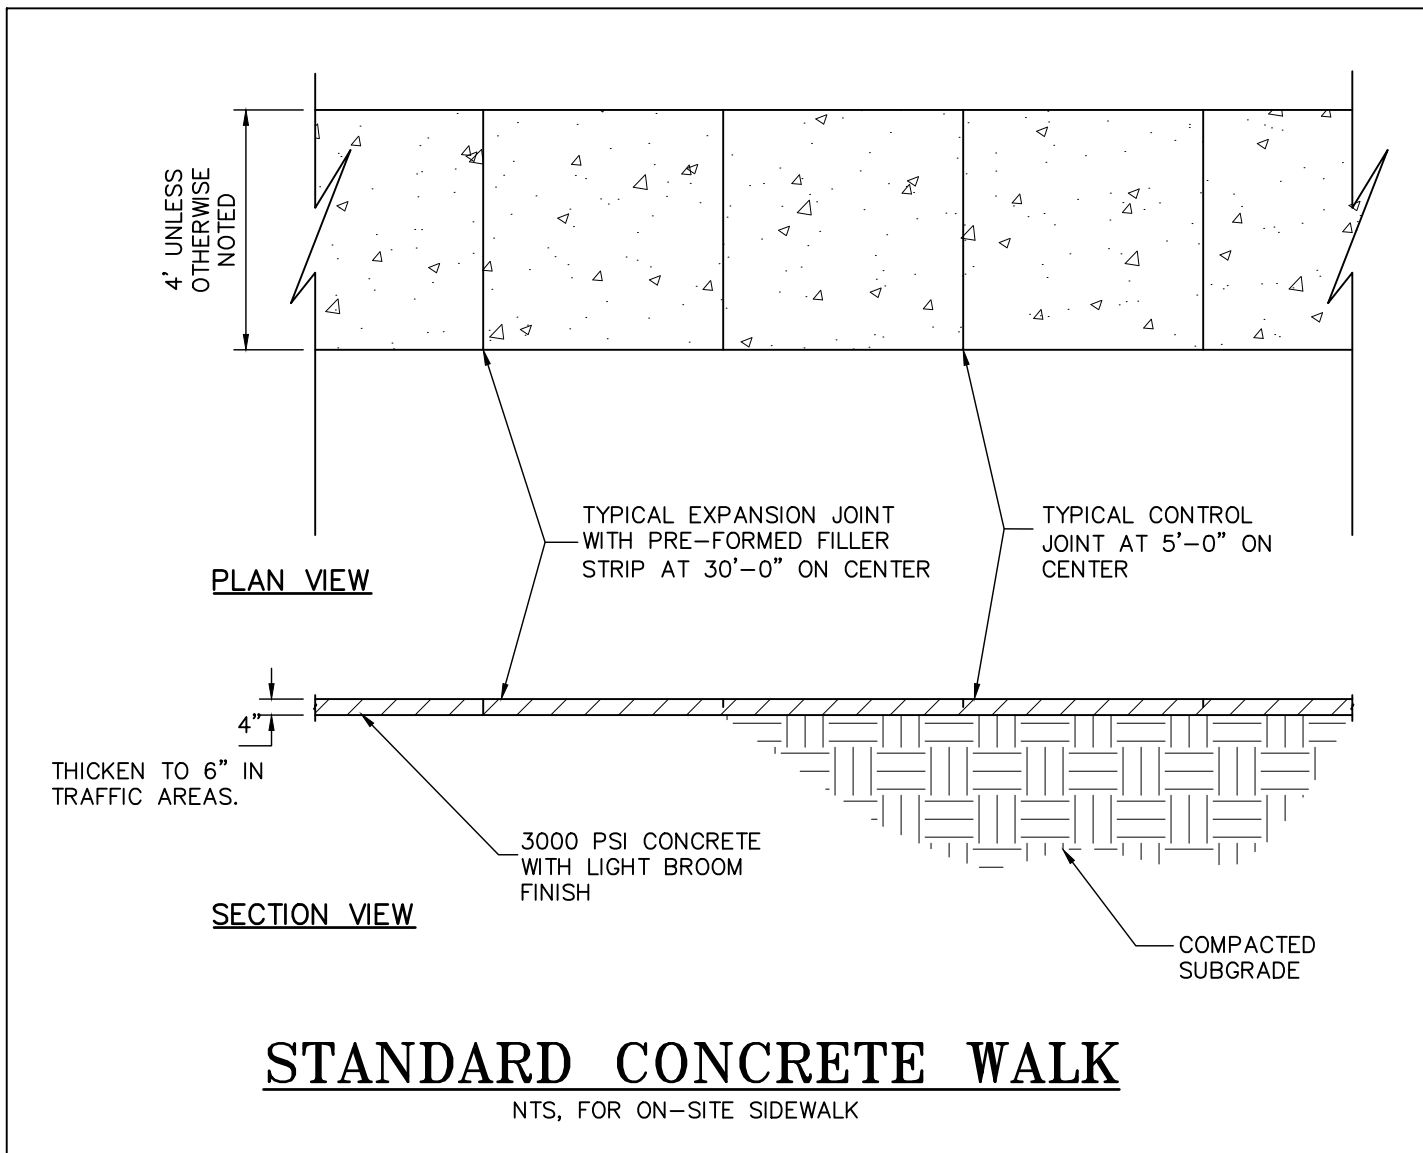 4' UNLESS
OTHERWISE
NOTED
TYPICAL EXPANSION JOINT
WITH PRE-FORMED FILLER
STRIP AT 30'-0" ON CENTER
TYPICAL CONTROL
JOINT AT 5'-0" ON
CENTER
PLAN VIEW
4"
THICKEN TO 6" IN
TRAFFIC AREAS.
3000 PSI CONCRETE
WITH LIGHT BROOM
FINISH
SECTION VIEW
COMPACTED
SUBGRADE
STANDARD CONCRETE WALK
NTS, FOR ON-SITE SIDEWALK